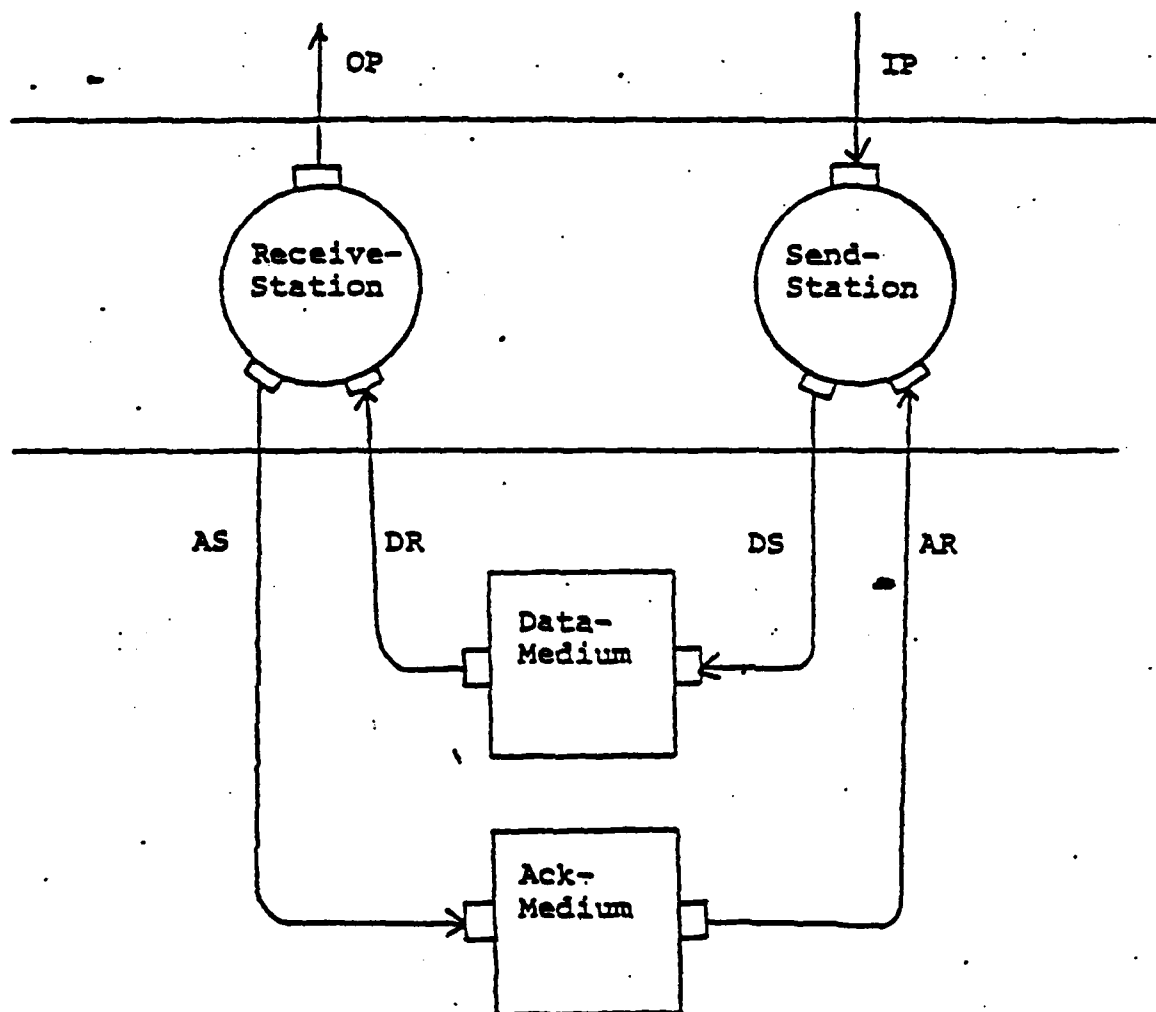 OP
IP
Receive-
Station
Send-
Station
AS
DR
DS
AR
Data-
Medium
Ack-
Medium